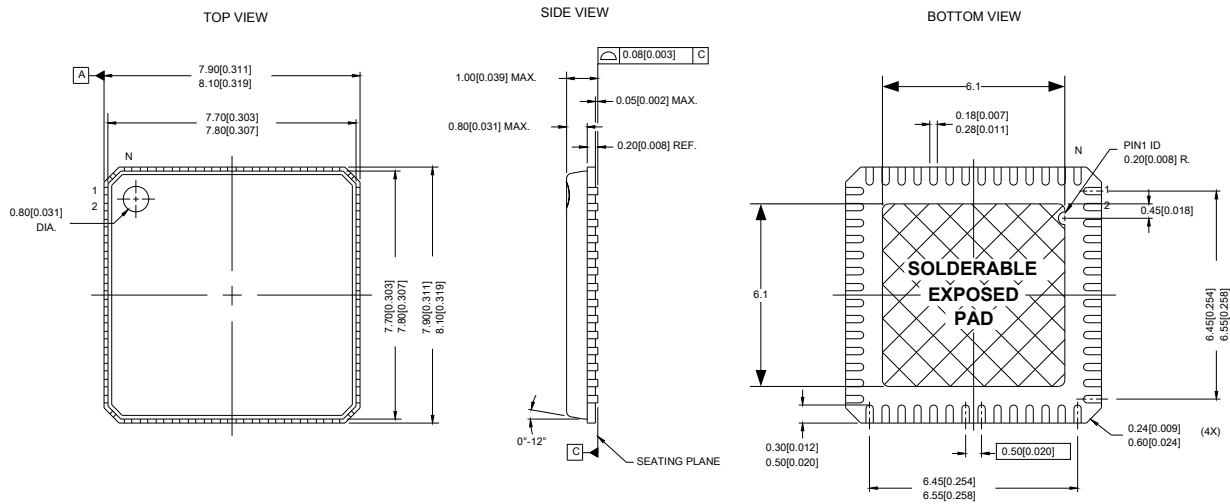 TOP VIEW
SIDE VIEW
BOTTOM VIEW
A
7.90[0.311]
8.10[0.319]
7.70[0.303]
7.80[0.307]
N
1
2
0.80[0.031]
DIA.
7.70[0.303]
7.80[0.307]
7.90[0.311]
8.10[0.319]
0.08[0.003] C
1.00[0.039] MAX.
0.05[0.002] MAX.
0.80[0.031] MAX.
0.20[0.008] REF.
0°-12°
C
SEATING PLANE
6.1
0.18[0.007]
0.28[0.011]
N
PIN1 ID
0.20[0.008] R.
1
2
0.45[0.018]
SOLDERABLE
EXPOSED
PAD
6.1
6.45[0.254]
6.55[0.258]
0.30[0.012]
0.50[0.020]
0.50[0.020]
0.24[0.009]
0.60[0.024]
(4X)
6.45[0.254]
6.55[0.258]